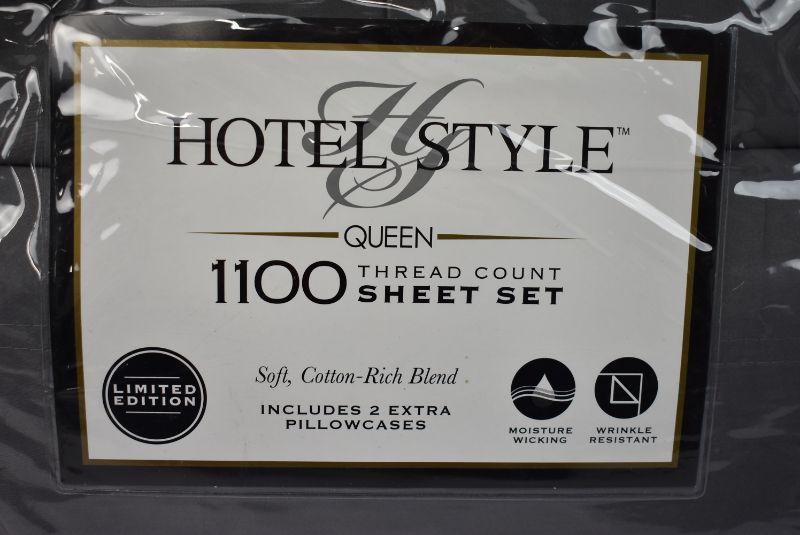 HS
HOTEL STYLE™
QUEEN
1100 THREAD COUNT
SHEET SET
LIMITED
EDITION
Soft, Cotton-Rich Blend
INCLUDES 2 EXTRA
PILLOWCASES
MOISTURE
WICKING
WRINKLE
RESISTANT